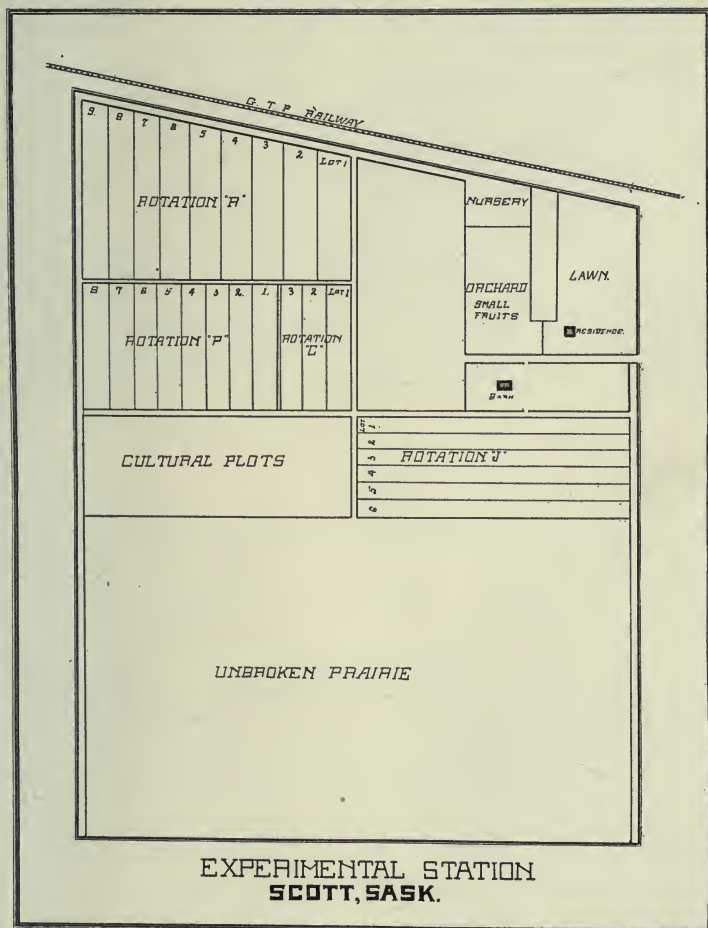 G. T. P. RAILWAY
9. 8 7 6 5 4 3 2 LOT 1
ROTATION "R"
NURSERY
LAWN.
ORCHARD
SMALL
FRUITS
RESIDENCE.
8 7 6 5 4 3 2. 1. 3 2 LOT 1
ROTATION "P"
ROTATION
"C"
BARN
CULTURAL PLOTS
LOT 1.
2
3
4
5
6
ROTATION "J"
UNBROKEN PRAIRIE
EXPERIMENTAL STATION
SCOTT, SASK.